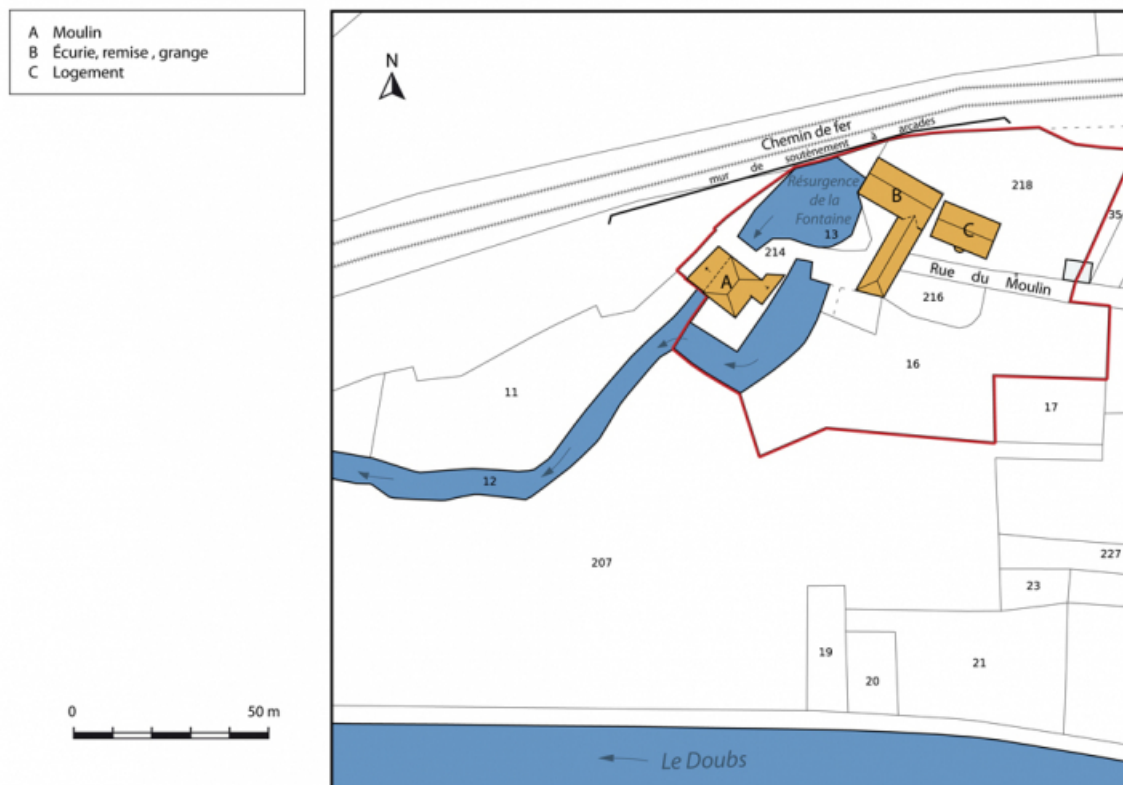 A Moulin
B Écurie, remise , grange
C Logement
N
Chemin de fer
mur de soutènement à arcades
Résurgence
de la
Fontaine
B
218
C
35
13
214
Rue du Moulin
A
216
16
11
17
12
207
227
23
19
20
21
0 50 m
Le Doubs